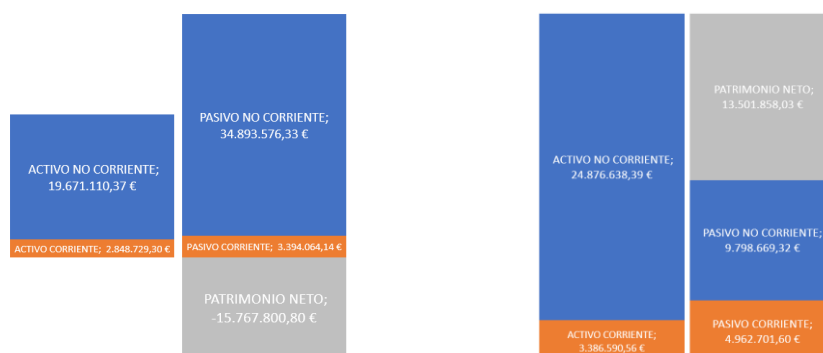 ACTIVO NO CORRIENTE;
19.671.110,37 €
ACTIVO CORRIENTE; 2.848.729,30 €
PASIVO NO CORRIENTE;
34.893.576,33 €
PASIVO CORRIENTE; 3.394.064,14 €
PATRIMONIO NETO;
-15.767.800,80 €
ACTIVO NO CORRIENTE;
24.876.638,39 €
ACTIVO CORRIENTE;
3.386.590,56 €
PATRIMONIO NETO;
13.501.858,03 €
PASIVO NO CORRIENTE;
9.798.669,32 €
PASIVO CORRIENTE;
4.962.701,60 €